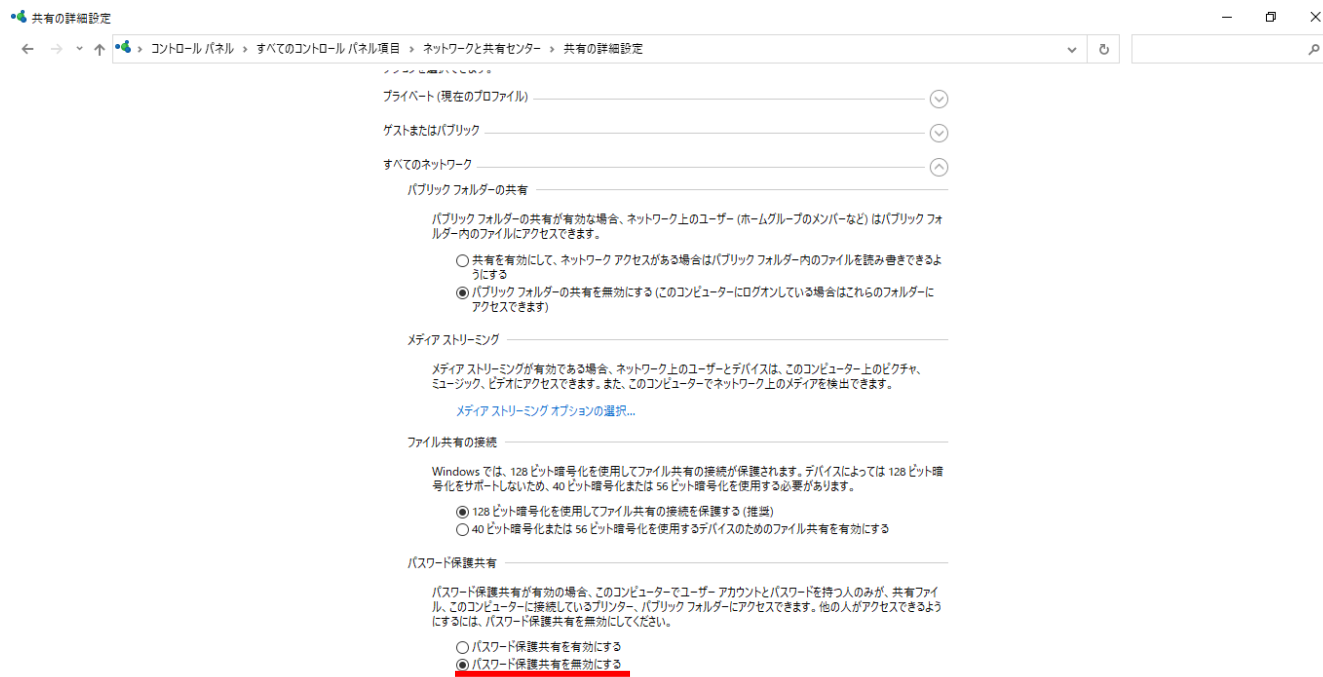 共有の詳細設定
コントロール パネル › すべてのコントロール パネル項目 › ネットワークと共有センター › 共有の詳細設定
プライベート (現在のプロファイル)
ゲストまたはパブリック
すべてのネットワーク
パブリック フォルダーの共有
パブリック フォルダーの共有が有効な場合、ネットワーク上のユーザー (ホームグループのメンバーなど) はパブリック フォ
ルダー内のファイルにアクセスできます。
共有を有効にして、ネットワーク アクセスがある場合はパブリック フォルダー内のファイルを読み書きできるよ
うにする
パブリック フォルダーの共有を無効にする (このコンピューターにログオンしている場合はこれらのフォルダーに
アクセスできます)
メディア ストリーミング
メディア ストリーミングが有効である場合、ネットワーク上のユーザーとデバイスは、このコンピューター上のピクチャ、
ミュージック、ビデオにアクセスできます。また、このコンピューターでネットワーク上のメディアを検出できます。
メディア ストリーミング オプションの選択...
ファイル共有の接続
Windows では、128 ビット暗号化を使用してファイル共有の接続が保護されます。デバイスによっては 128 ビット暗
号化をサポートしないため、40 ビット暗号化または 56 ビット暗号化を使用する必要があります。
128 ビット暗号化を使用してファイル共有の接続を保護する (推奨)
40 ビット暗号化または 56 ビット暗号化を使用するデバイスのためのファイル共有を有効にする
パスワード保護共有
パスワード保護共有が有効の場合、このコンピューターでユーザー アカウントとパスワードを持つ人のみが、共有ファイ
ル、このコンピューターに接続しているプリンター、パブリック フォルダーにアクセスできます。他の人がアクセスできるよう
にするには、パスワード保護共有を無効にしてください。
パスワード保護共有を有効にする
パスワード保護共有を無効にする